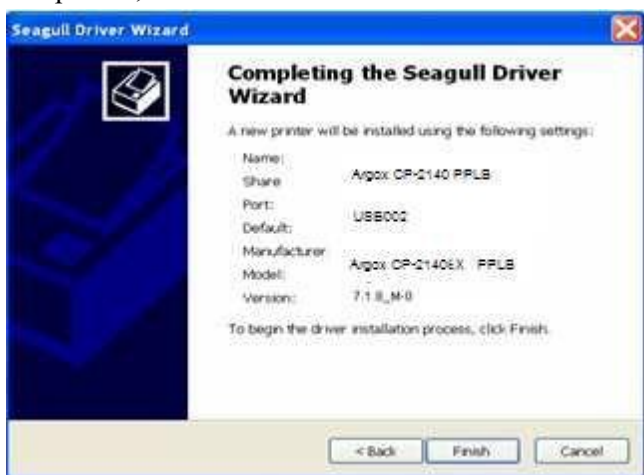 Seagull Driver Wizard
Completing the Seagull Driver
Wizard
A new printer will be installed using the following settings:
Name:
Share
Argox CP-2140 PPLB
Port:
USB002
Default:
Manufacturer
Model:
Argox CP-2140EX PPLB
Version:
7.1.8_M-0
To begin the driver installation process, click Finish.
< Back
Finish
Cancel